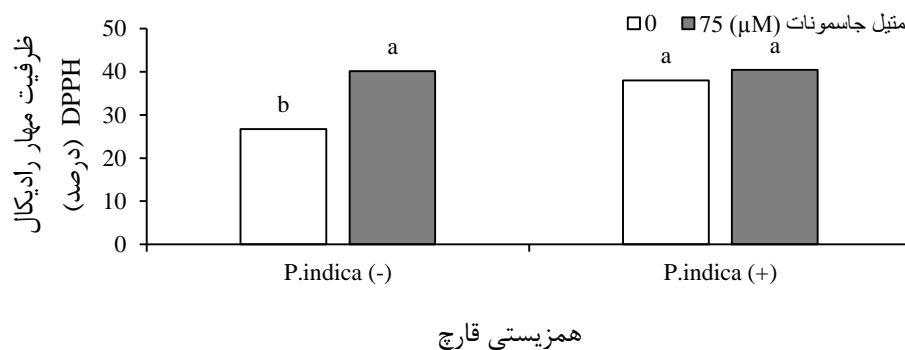 متیل جاسمونات (µM) 75 0
ظرفیت مهار رادیکال
DPPH (درصد)
50
40
30
20
10
0
b
a
a
a
P.indica (-)
P.indica (+)
همزیستی قارچ